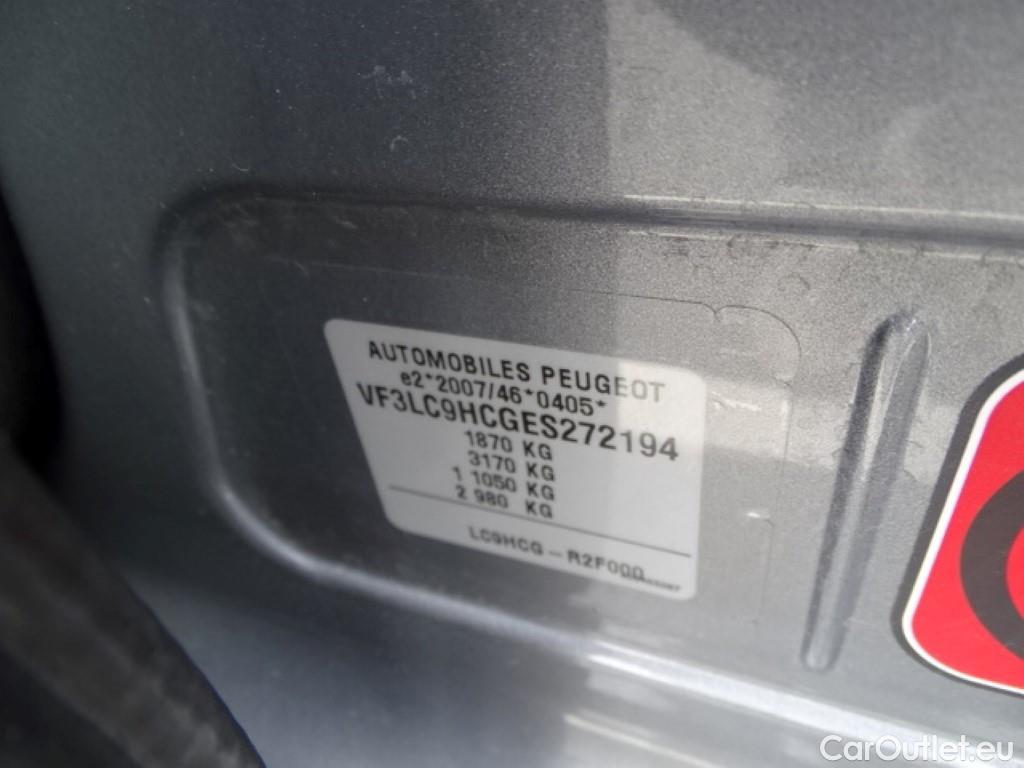 AUTOMOBILES PEUGEOT
e2*2007/46*0405*
VF3LC9HCGES272194
1870 KG
3170 KG
1 1050 KG
2 980 KG
LC9HCG - R2F000
CarOutlet.eu